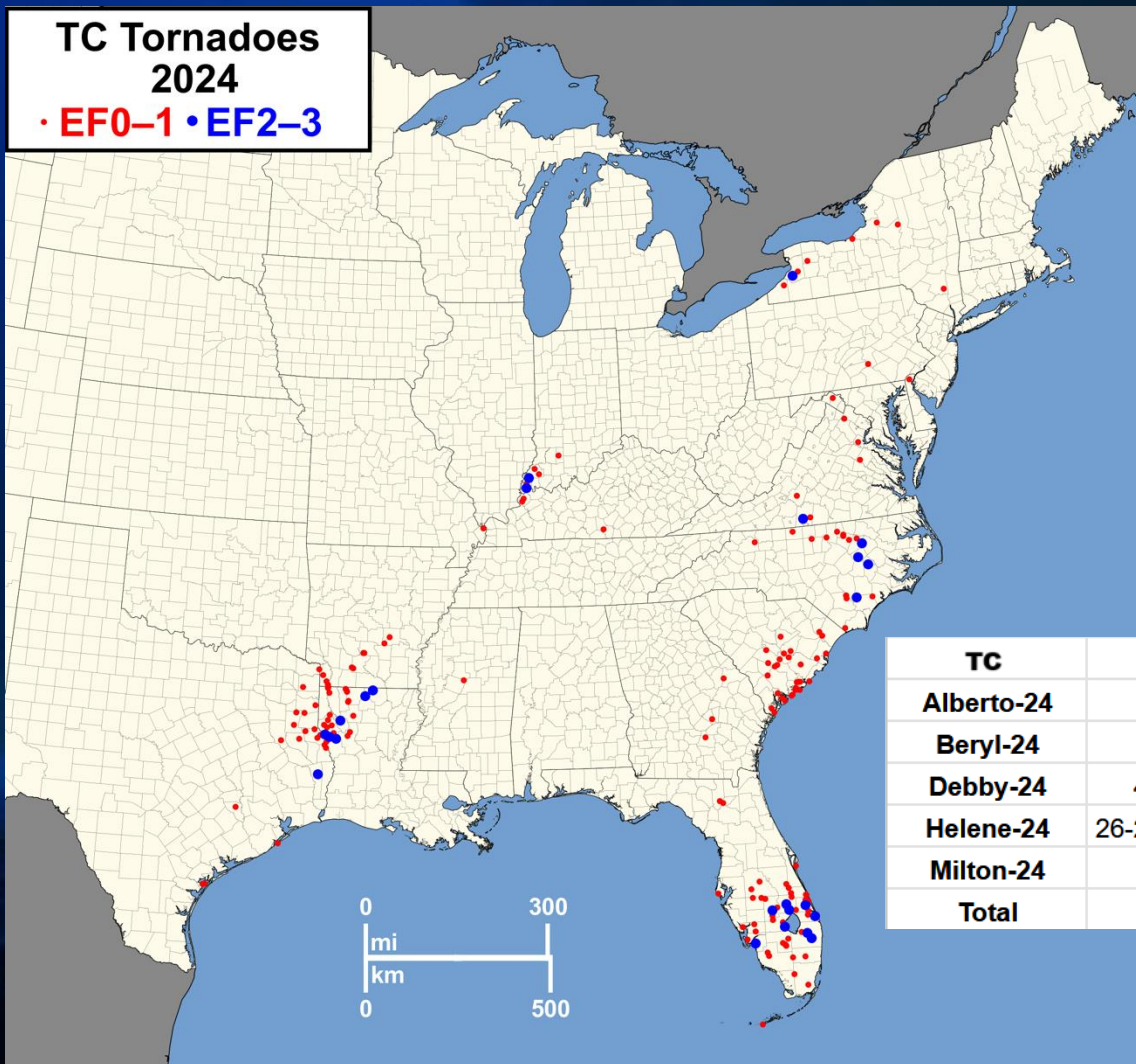 TC Tornadoes
2024
· EF0–1 • EF2–3
0 300
mi
km
0 500
TC
Alberto-24
Beryl-24
Debby-24
Helene-24 26-
Milton-24
Total